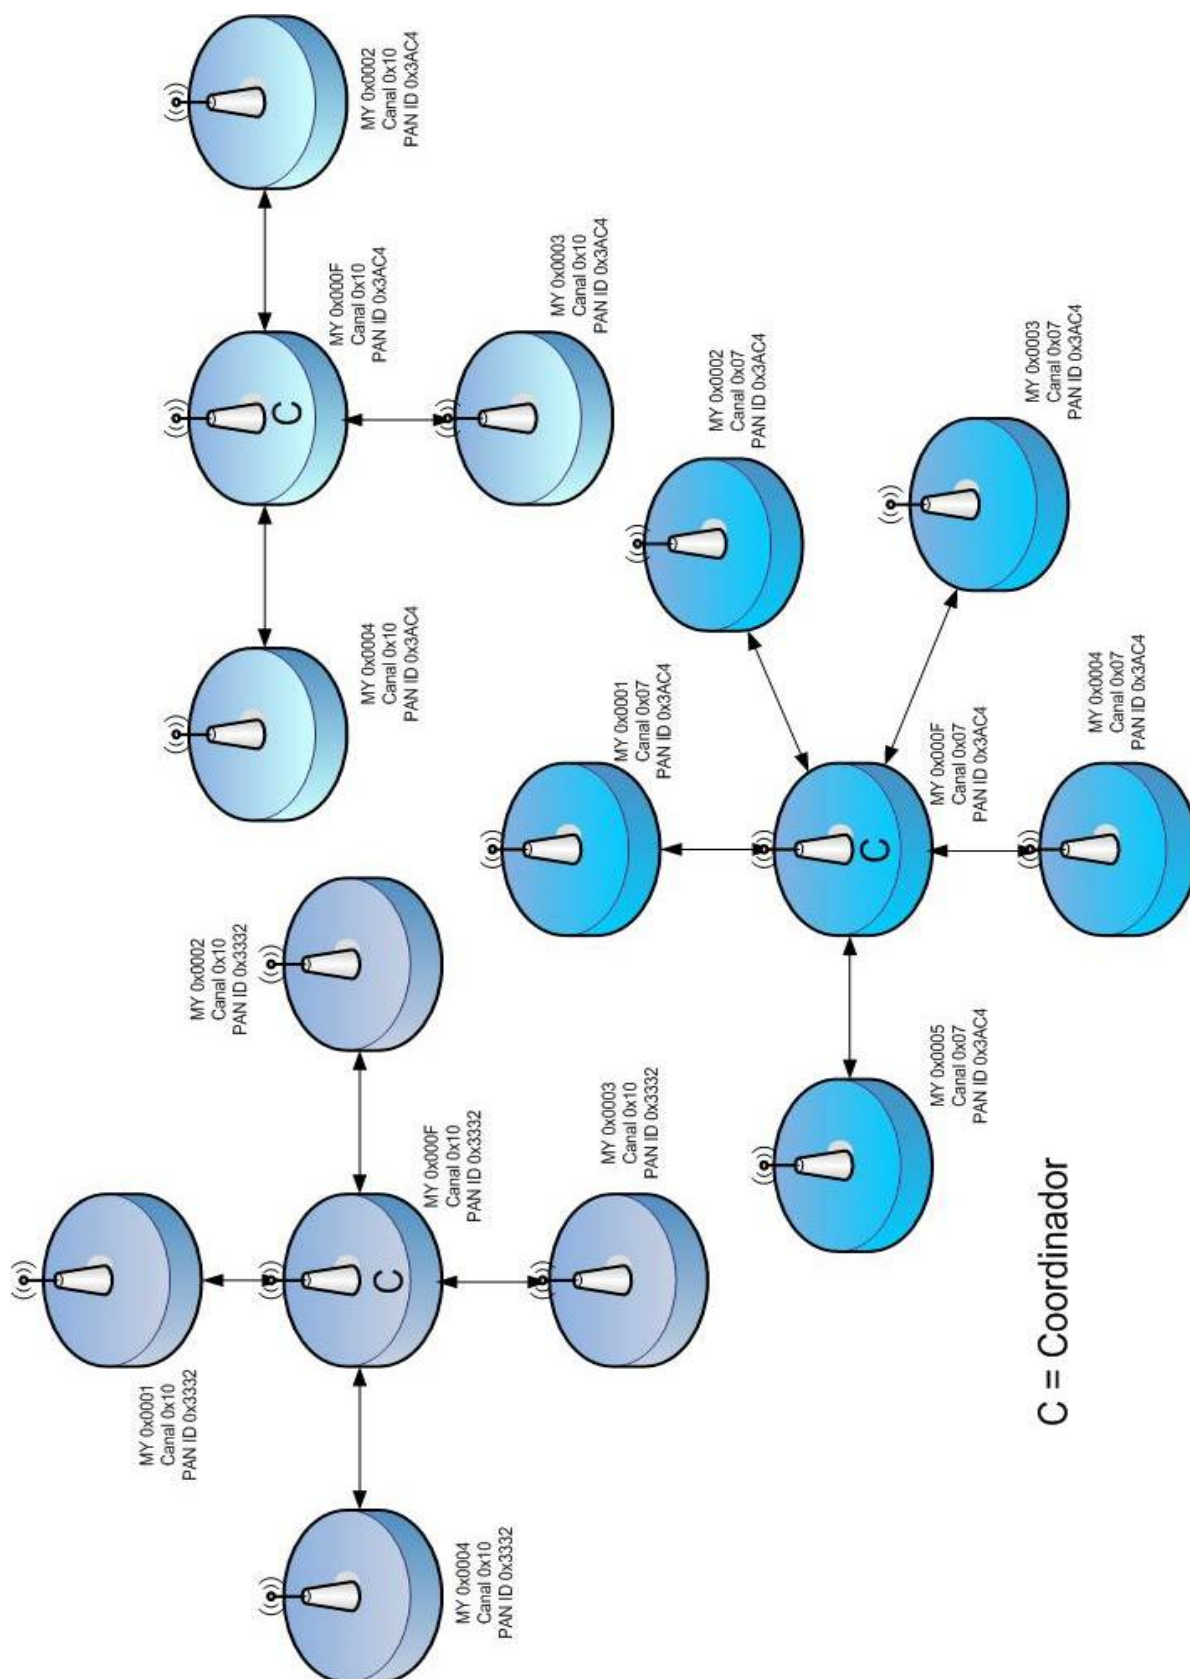 MY 0x0001
Canal 0x10
PAN ID 0x3332
MY 0x0002
Canal 0x10
PAN ID 0x3332
C
MY 0x000F
Canal 0x10
PAN ID 0x3332
MY 0x0004
Canal 0x10
PAN ID 0x3332
MY 0x0003
Canal 0x10
PAN ID 0x3332
C
MY 0x0004
Canal 0x10
PAN ID 0x3AC4
MY 0x000F
Canal 0x10
PAN ID 0x3AC4
MY 0x0002
Canal 0x10
PAN ID 0x3AC4
MY 0x0003
Canal 0x10
PAN ID 0x3AC4
MY 0x0001
Canal 0x07
PAN ID 0x3AC4
MY 0x0002
Canal 0x07
PAN ID 0x3AC4
C
MY 0x0005
Canal 0x07
PAN ID 0x3AC4
MY 0x000F
Canal 0x07
PAN ID 0x3AC4
MY 0x0003
Canal 0x07
PAN ID 0x3AC4
MY 0x0004
Canal 0x07
PAN ID 0x3AC4
C = Coordinador